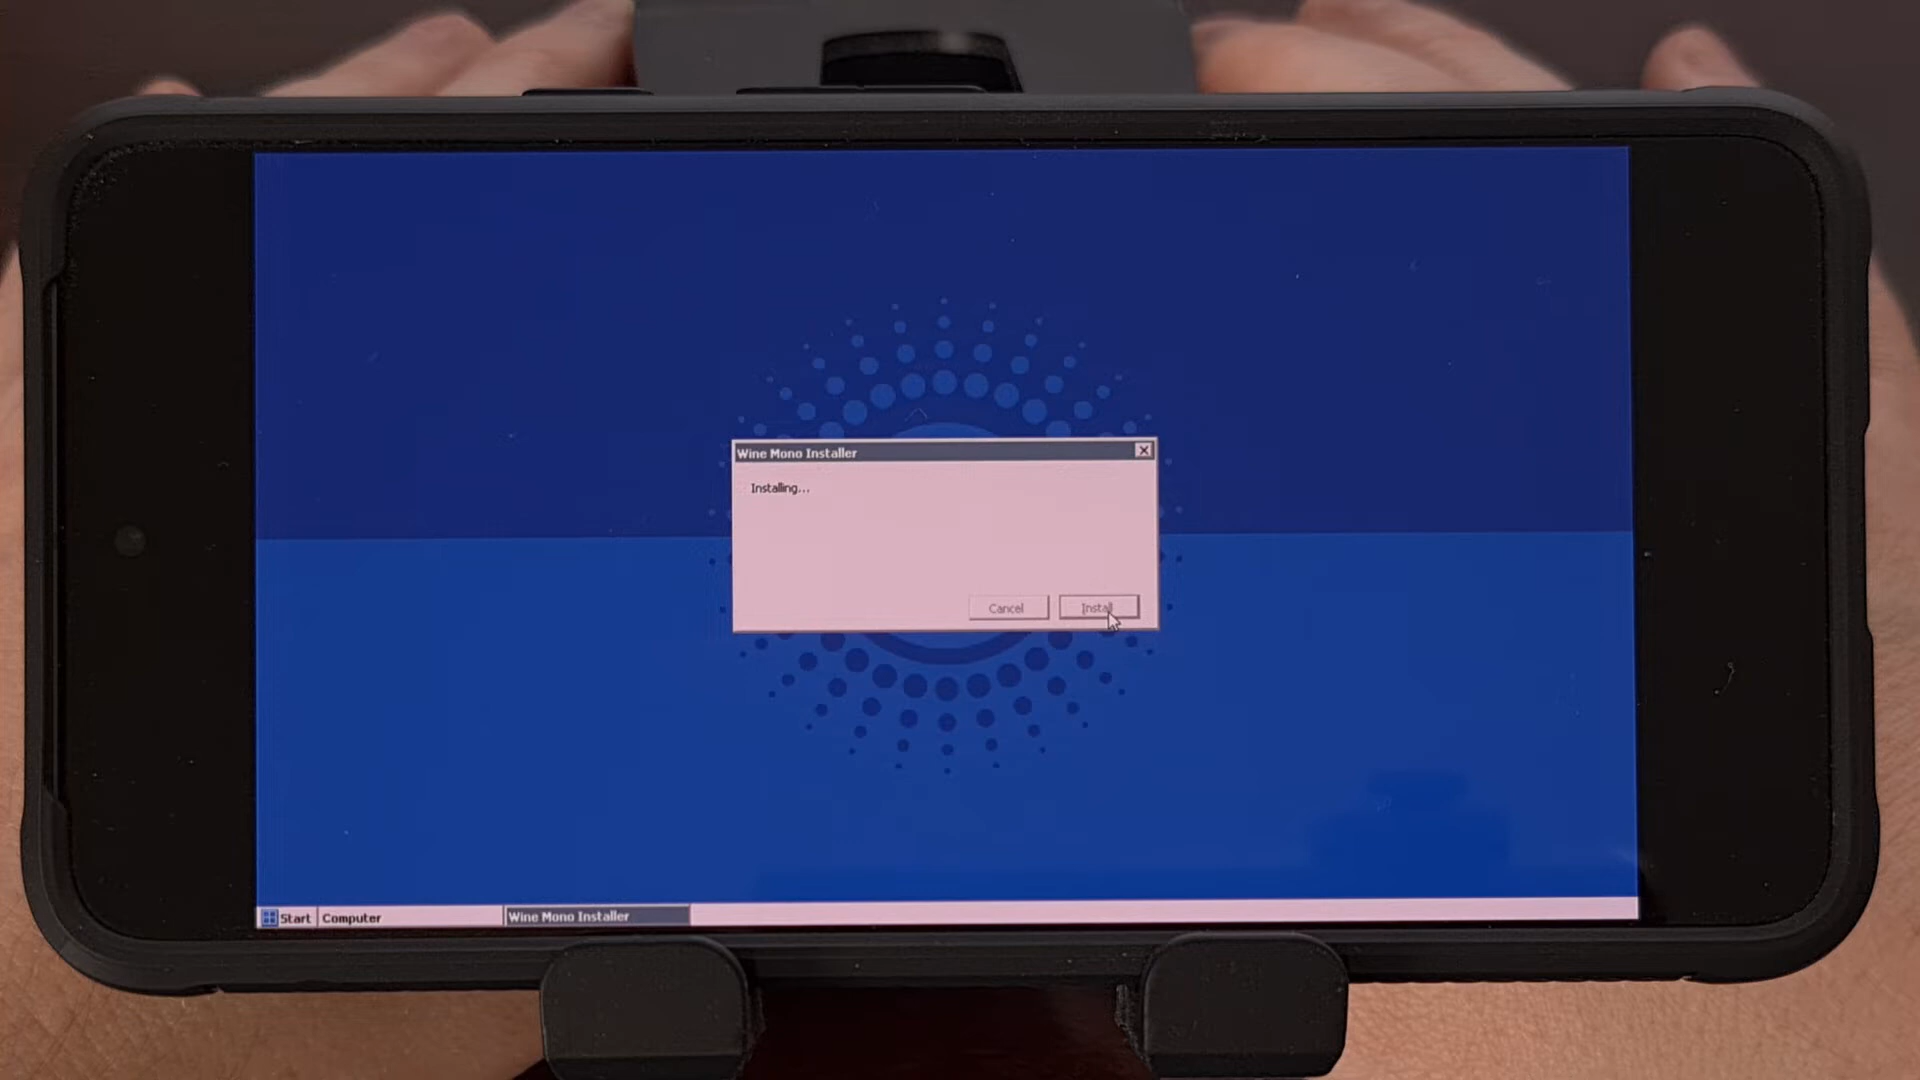 Wine Mono Installer
Installing...
Cancel
Install
Start
Computer
Wine Mono Installer